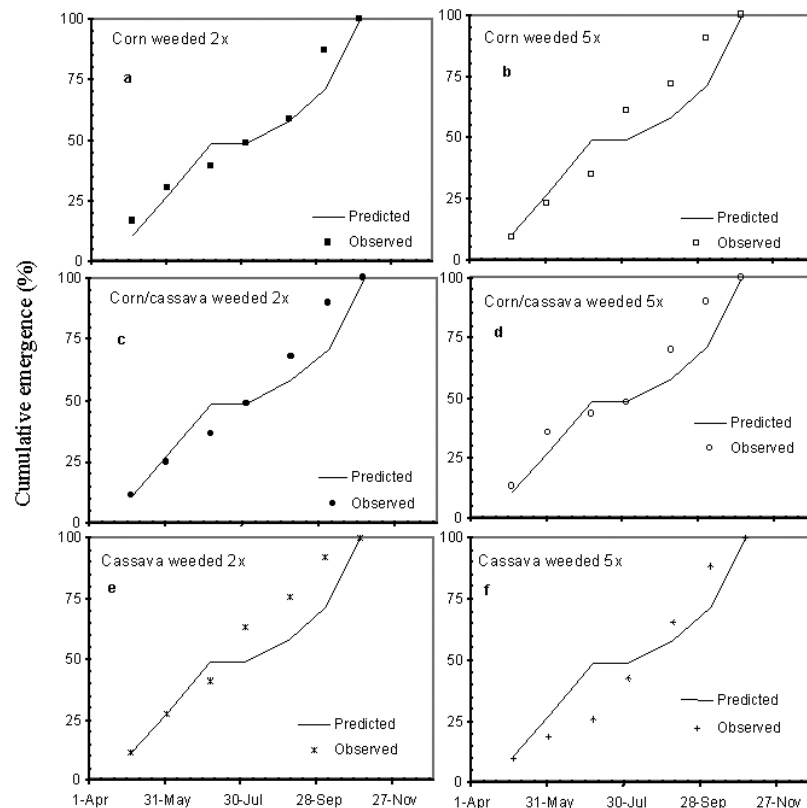 Cumulative emergence (%)
100
75
50
25
0
Corn weeded 2x
a
Predicted
Observed
100
75
50
25
0
Corn weeded 5x
b
Predicted
Observed
100
75
50
25
0
Corn/cassava weeded 2x
c
Predicted
Observed
100
75
50
25
0
Corn/cassava weeded 5x
d
Predicted
Observed
100
75
50
25
0
Cassava weeded 2x
e
Predicted
Observed
1-Apr 31-May 30-Jul 28-Sep 27-Nov
100
75
50
25
0
Cassava weeded 5x
f
Predicted
Observed
1-Apr 31-May 30-Jul 28-Sep 27-Nov